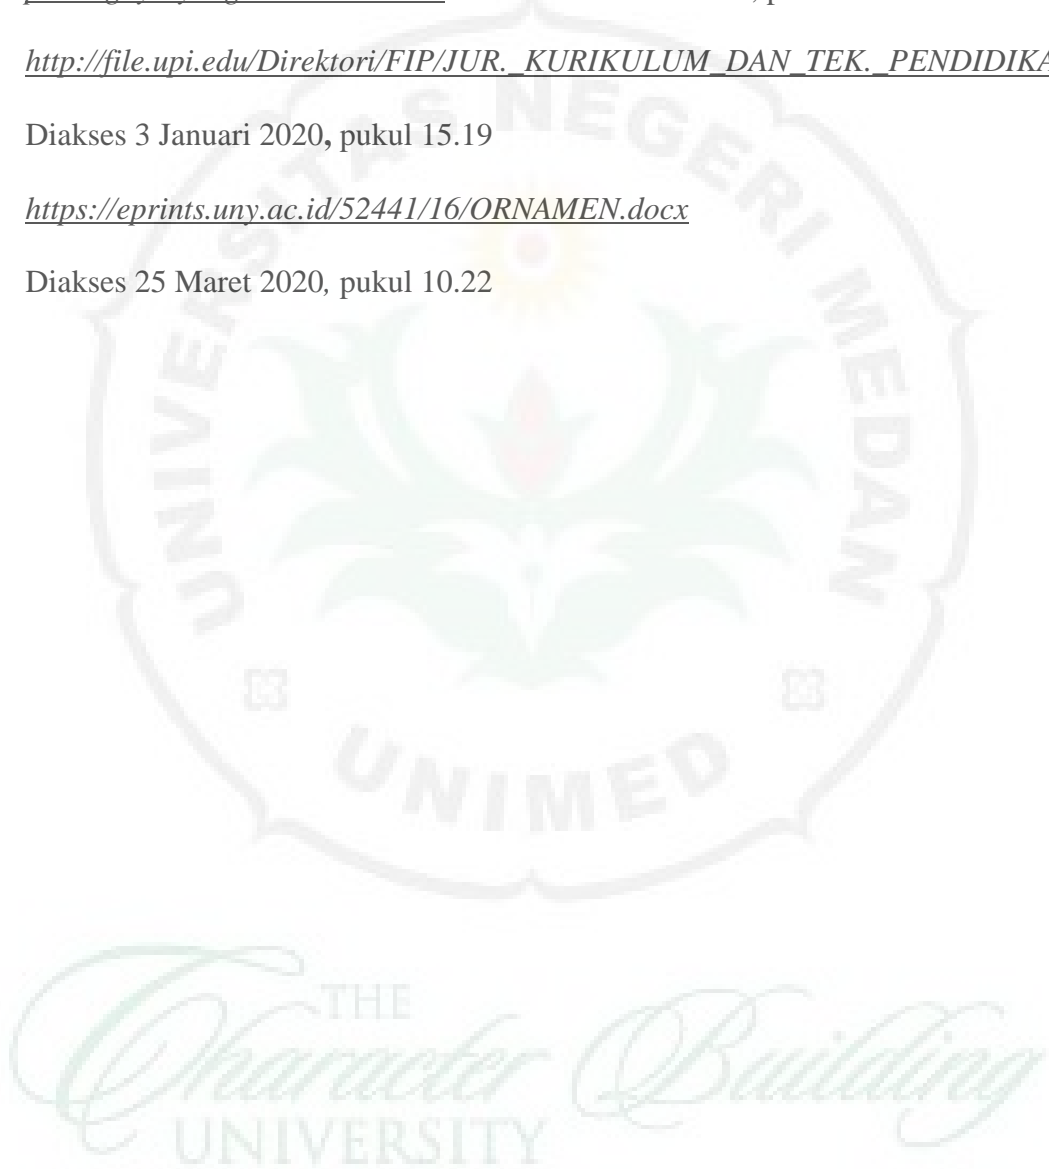 http://file.upi.edu/Direktori/FIP/JUR._KURIKULUM_DAN_TEK._PENDIDIKA
Diakses 3 Januari 2020, pukul 15.19
https://eprints.uny.ac.id/52441/16/ORNAMEN.docx
Diakses 25 Maret 2020, pukul 10.22
UNIVERSITAS NEGERI MEDAN
UNIMED
THE
Character Building
UNIVERSITY